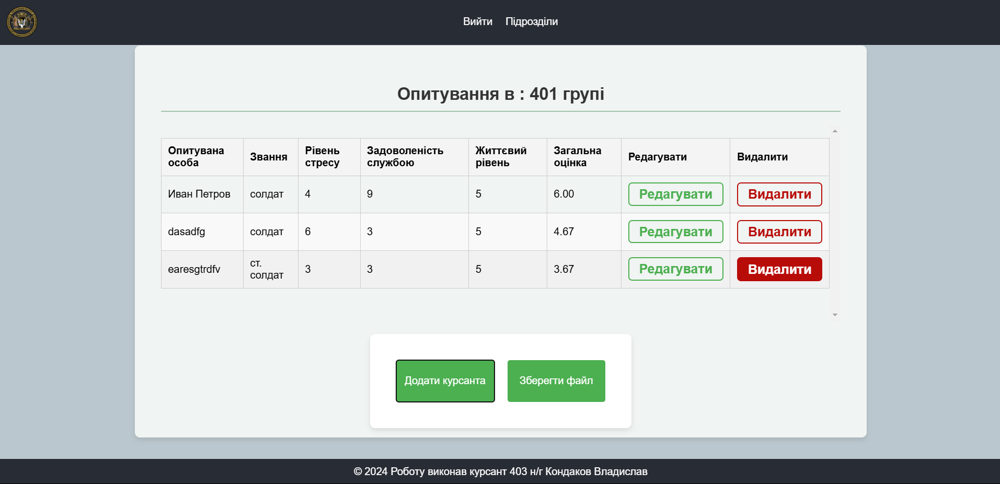 Вийти Підрозділи
Опитування в : 401 групі
Опитувана особа Звання Рівень стресу Задоволеність службою Життєвий рівень Загальна оцінка Редагувати Видалити
Иван Петров солдат 4 9 5 6.00 Редагувати Видалити
dasadfg солдат 6 3 5 4.67 Редагувати Видалити
earesgtrdfv ст. солдат 3 3 5 3.67 Редагувати Видалити
Додати курсанта Зберегти файл
© 2024 Роботу виконав курсант 403 н/г Кондаков Владислав